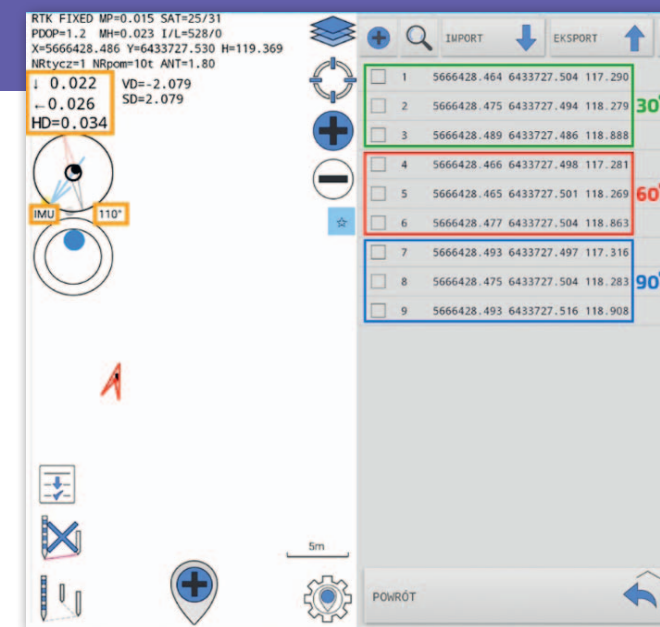 RTK FIXED MP=0.015 SAT=25/31
PDOP=1.2 MH=0.023 I/L=528/0
X=5666428.486 Y=6433727.530 H=119.369
NRtycz=1 NRpom=10t ANT=1.80
↓ 0.022 VD=-2.079
←0.026 SD=2.079
HD=0.034
IMU 110°
5m
IMPORT EKSPORT
1 5666428.464 6433727.504 117.290
2 5666428.475 6433727.494 118.279
3 5666428.489 6433727.486 118.888
30°
4 5666428.466 6433727.498 117.281
5 5666428.465 6433727.501 118.269
6 5666428.477 6433727.504 118.863
60°
7 5666428.493 6433727.497 117.316
8 5666428.475 6433727.504 118.283
9 5666428.493 6433727.516 118.908
90°
POWRÓT